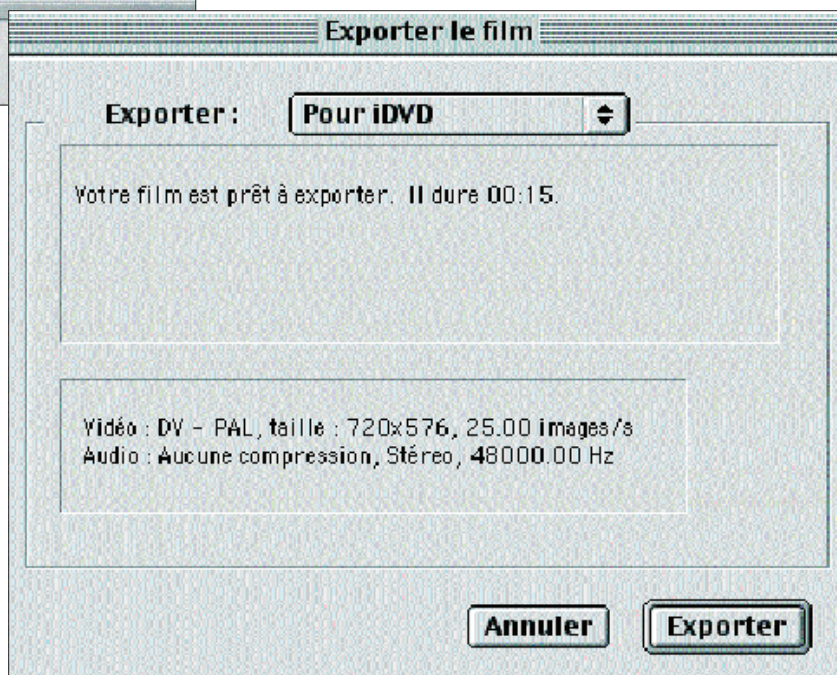 Exporter le film
Exporter : Pour iDVD
Votre film est prêt à exporter. Il dure 00:15.
Vidéo : DV - PAL, taille : 720x576, 25.00 images/s
Audio : Aucune compression, Stéreo, 48000.00 Hz
Annuler Exporter